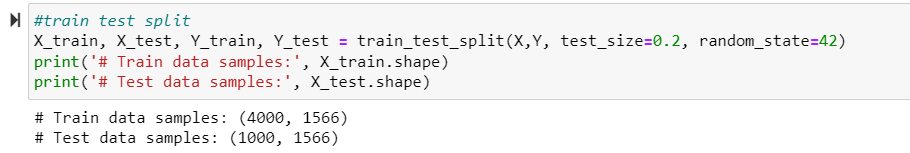 #train test split
X_train, X_test, Y_train, Y_test = train_test_split(X,Y, test_size=0.2, random_state=42)
print('# Train data samples:', X_train.shape)
print('# Test data samples:', X_test.shape)
# Train data samples: (4000, 1566)
# Test data samples: (1000, 1566)